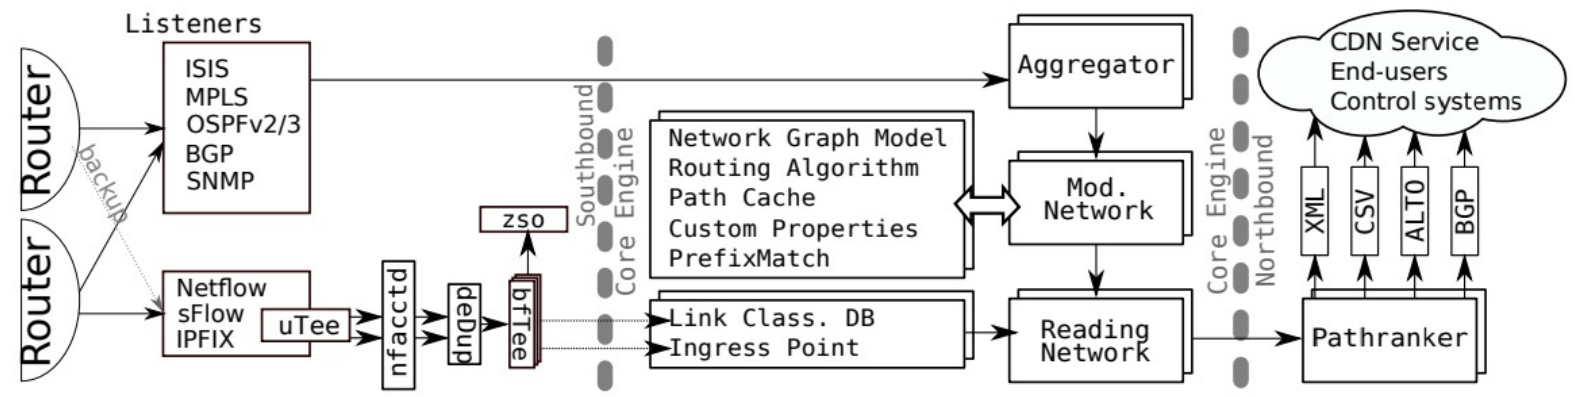 Listeners
Router
ISIS
MPLS
OSPFv2/3
BGP
SNMP
backup
Router
Netflow
sFlow
IPFIX
uTee
nfacctd
deDup
bfTee
zso
Southbound
Core Engine
Network Graph Model
Routing Algorithm
Path Cache
Custom Properties
PrefixMatch
Link Class. DB
Ingress Point
Aggregator
Mod.
Network
Reading
Network
Core Engine
Northbound
CDN Service
End-users
Control systems
XML
CSV
ALTO
BGP
Pathranker